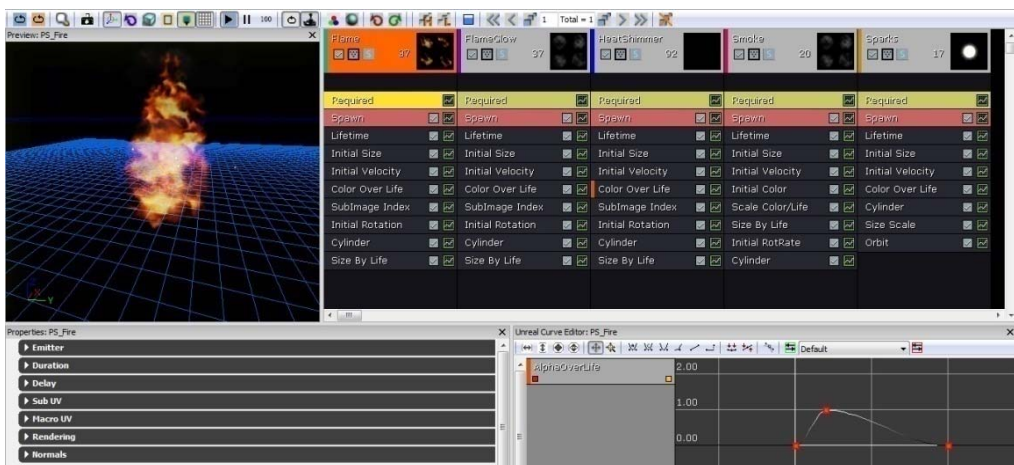 100
1 Total = 1
Preview: PS_Fire X
Flame FlameGlow HeatShimmer Smoke Sparks
S 37 S 37 S 92 S 20 S 17
Required Required Required Required Required
Spawn Spawn Spawn Spawn Spawn
Lifetime Lifetime Lifetime Lifetime Lifetime
Initial Size Initial Size Initial Size Initial Size Initial Size
Initial Velocity Initial Velocity Initial Velocity Initial Velocity Initial Velocity
Color Over Life Color Over Life Color Over Life Initial Color Color Over Life
SubImage Index SubImage Index SubImage Index Scale Color/Life Cylinder
Initial Rotation Initial Rotation Initial Rotation Size By Life Size Scale
Cylinder Cylinder Cylinder Initial RotRate Orbit
Size By Life Size By Life Size By Life Cylinder
Z
X Y
Properties: PS_Fire X
Emitter
Duration
Delay
Sub UV
Macro UV
Rendering
Normals
Unreal Curve Editor: PS_Fire X
Default
AlphaOverLife
2.00
1.00
0.00